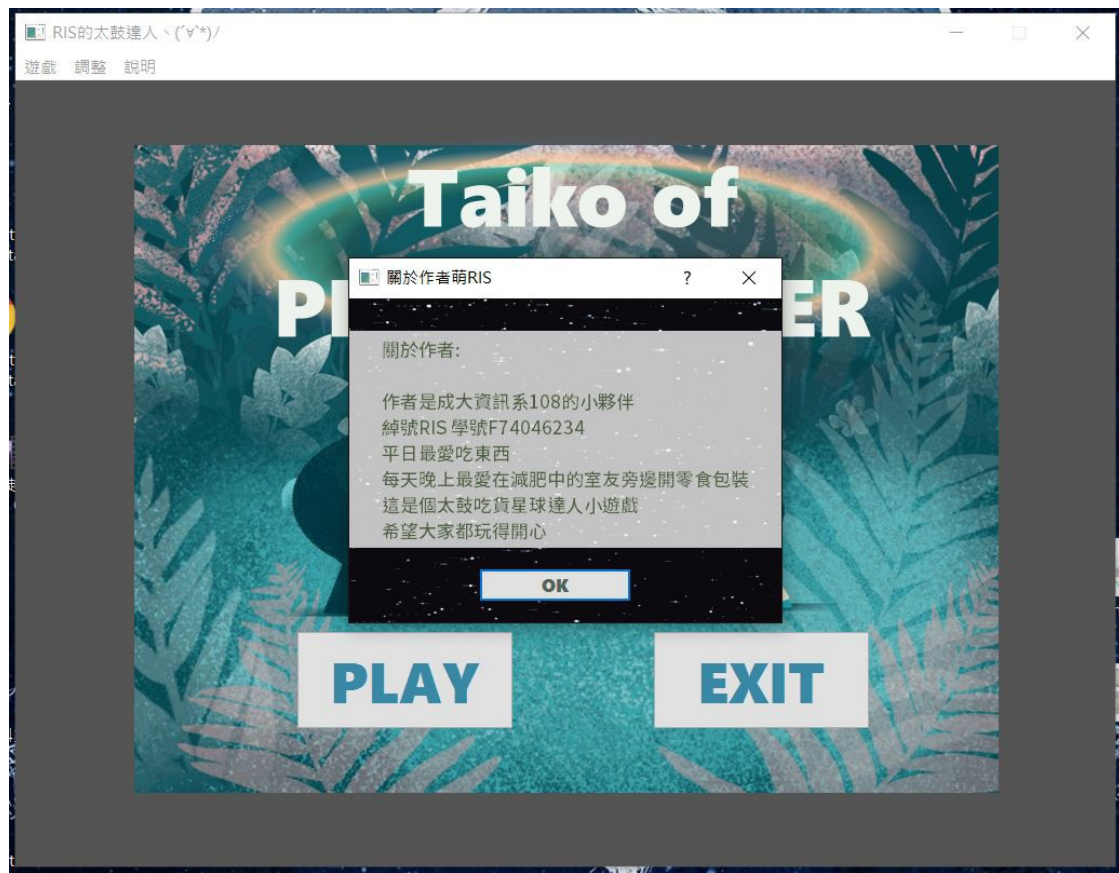 RIS的太鼓達人ヽ(´∀`*)/
遊戲 調整 說明
Taiko of
關於作者萌RIS
?
關於作者:
作者是成大資訊系108的小夥伴
綽號RIS 學號F74046234
平日最愛吃東西
每天晚上最愛在減肥中的室友旁邊開零食包裝
這是個太鼓吃貨星球達人小遊戲
希望大家都玩得開心
OK
PLAY EXIT